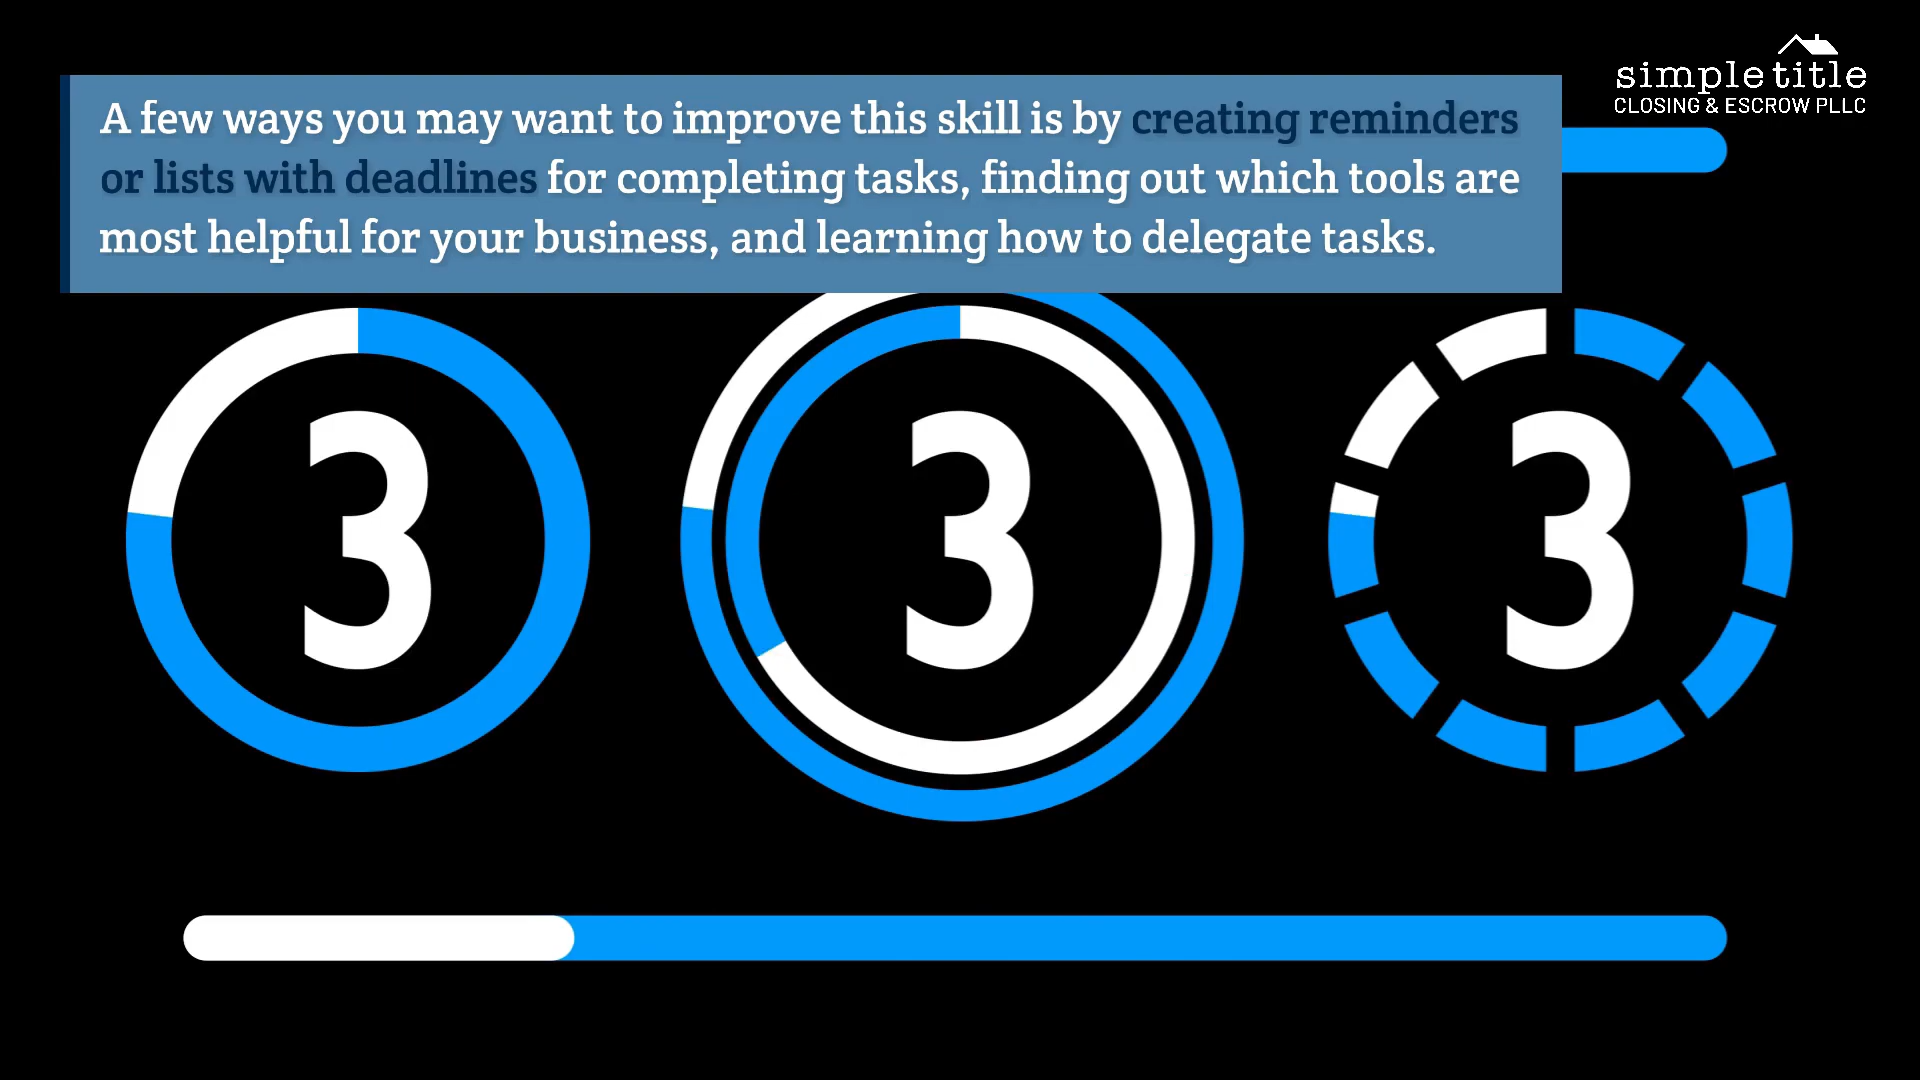 simple title
CLOSING & ESCROW PLLC
A few ways you may want to improve this skill is by creating reminders
or lists with deadlines for completing tasks, finding out which tools are
most helpful for your business, and learning how to delegate tasks.
3 3 3